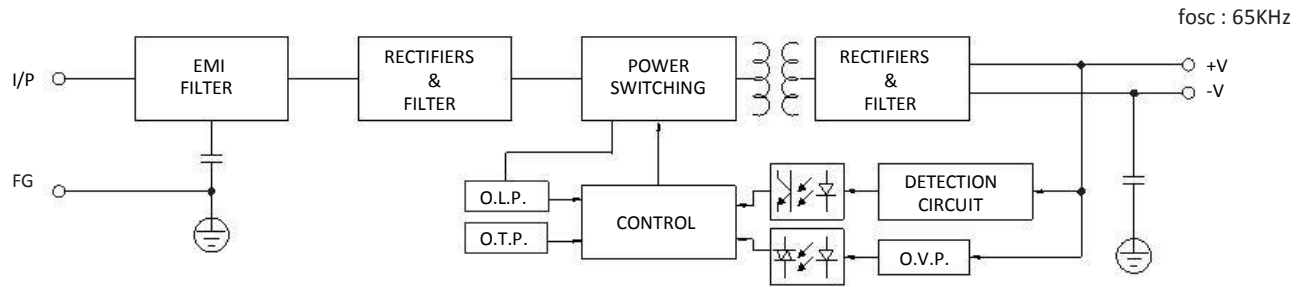 fosc : 65KHz
I/P
EMI
FILTER
RECTIFIERS
&
FILTER
POWER
SWITCHING
RECTIFIERS
&
FILTER
+V
-V
FG
O.L.P.
O.T.P.
CONTROL
DETECTION
CIRCUIT
O.V.P.